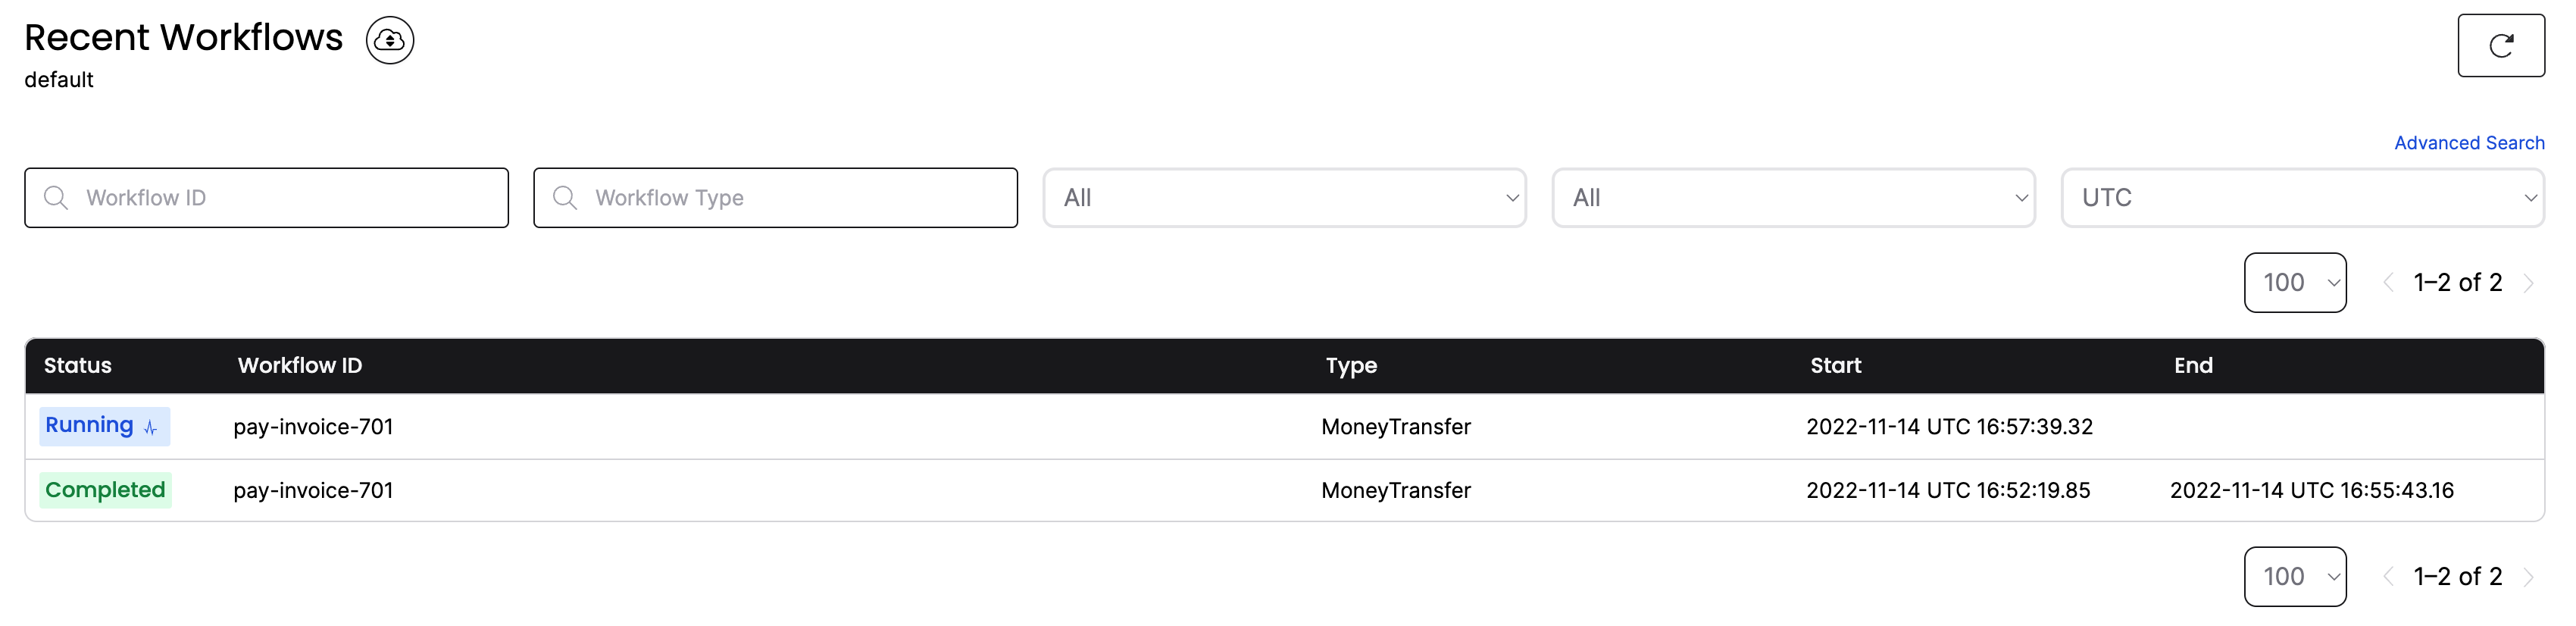 Recent Workflows
default
Advanced Search
Workflow ID Workflow Type All All UTC
100 1–2 of 2
Status Workflow ID Type Start End
Running pay-invoice-701 MoneyTransfer 2022-11-14 UTC 16:57:39.32
Completed pay-invoice-701 MoneyTransfer 2022-11-14 UTC 16:52:19.85 2022-11-14 UTC 16:55:43.16
100 1–2 of 2